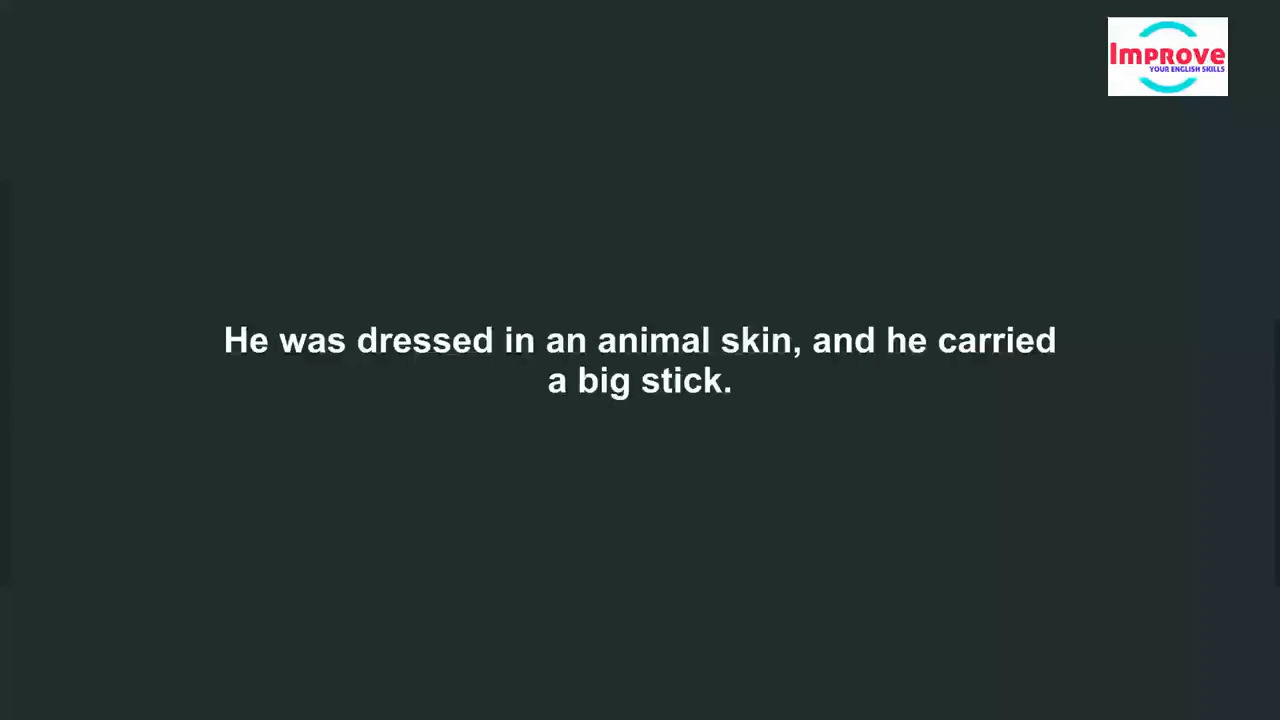 Improve
YOUR ENGLISH SKILLS
He was dressed in an animal skin, and he carried
a big stick.